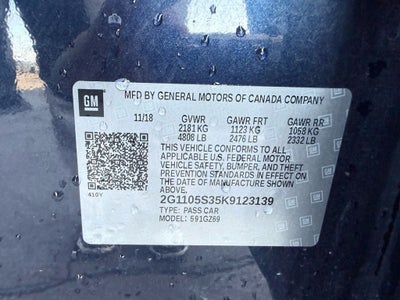 GM
MFD BY GENERAL MOTORS OF CANADA COMPANY
11/18 GVWR GAWR FRT GAWR RR
2181 KG 1123 KG 1058 KG
4808 LB 2476 LB 2332 LB
THIS VEHICLE CONFORMS TO ALL
APPLICABLE U.S. FEDERAL MOTOR
VEHICLE SAFETY, BUMPER, AND THEFT
PREVENTION STANDARDS IN EFFECT ON
THE DATE OF MANUFACTURE SHOWN
ABOVE.
410Y
2G1105S35K9123139
TYPE: PASS CAR
MODEL: 591GZ69